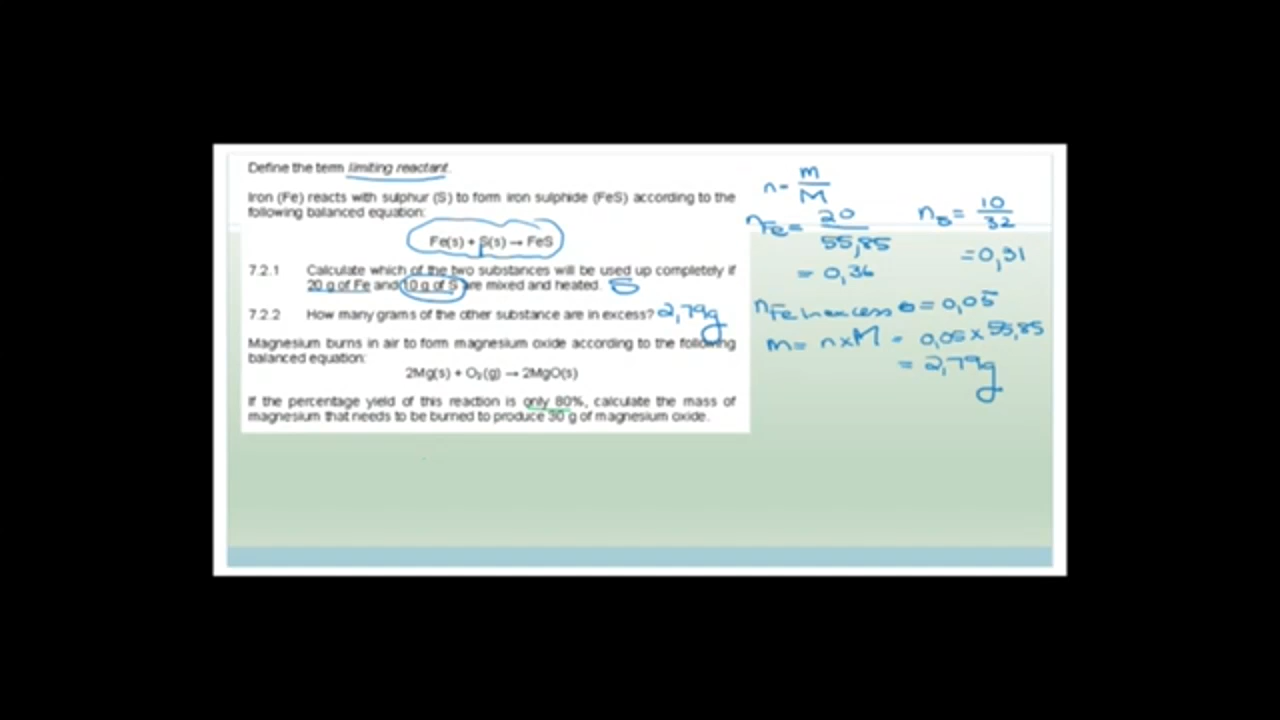 Define the term limiting reactant.
Iron (Fe) reacts with sulphur (S) to form iron sulphide (FeS) according to the
following balanced equation:
Fe(s) + S(s) → FeS
7.2.1 Calculate which of the two substances will be used up completely if
20 g of Fe and 10 g of S are mixed and heated. S
7.2.2 How many grams of the other substance are in excess? 2,79g
Magnesium burns in air to form magnesium oxide according to the following
balanced equation:
2Mg(s) + O₂(g) → 2MgO(s)
If the percentage yield of this reaction is only 80%, calculate the mass of
magnesium that needs to be burned to produce 30 g of magnesium oxide.
n = m/M
nFe = 20/55,85
= 0,36
nS = 10/32
= 0,31
nFe in excess = 0,05
m = n×M = 0,05 × 55,85
= 2,79g